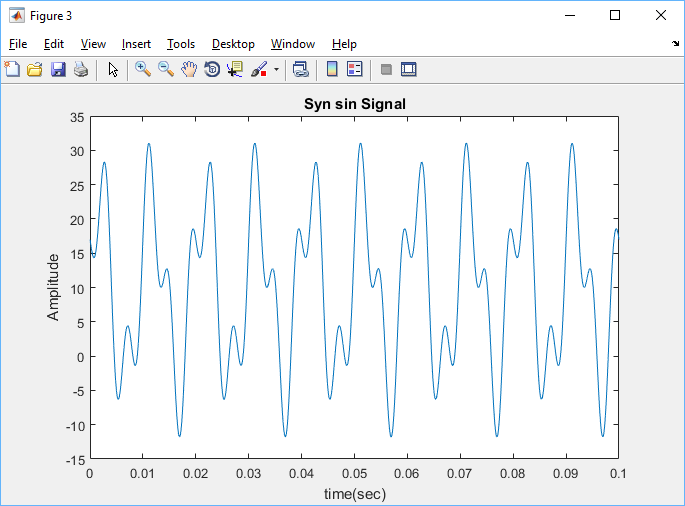 Figure 3
File Edit View Insert Tools Desktop Window Help
Syn sin Signal
35
30
25
20
15
10
5
0
-5
-10
-15
Amplitude
0 0.01 0.02 0.03 0.04 0.05 0.06 0.07 0.08 0.09 0.1
time(sec)